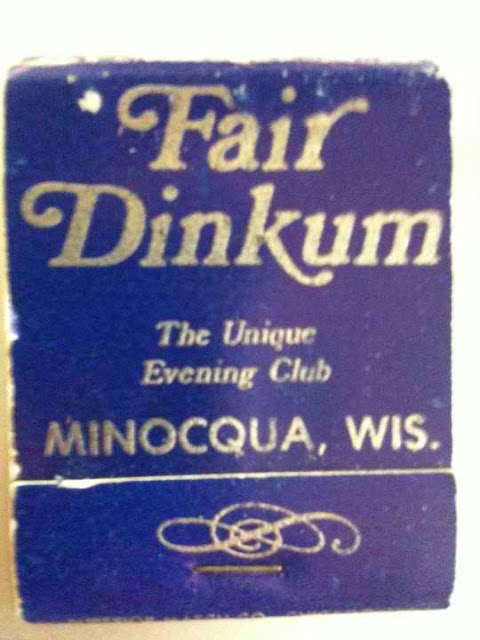 Fair
Dinkum
The Unique
Evening Club
MINOCQUA, WIS.